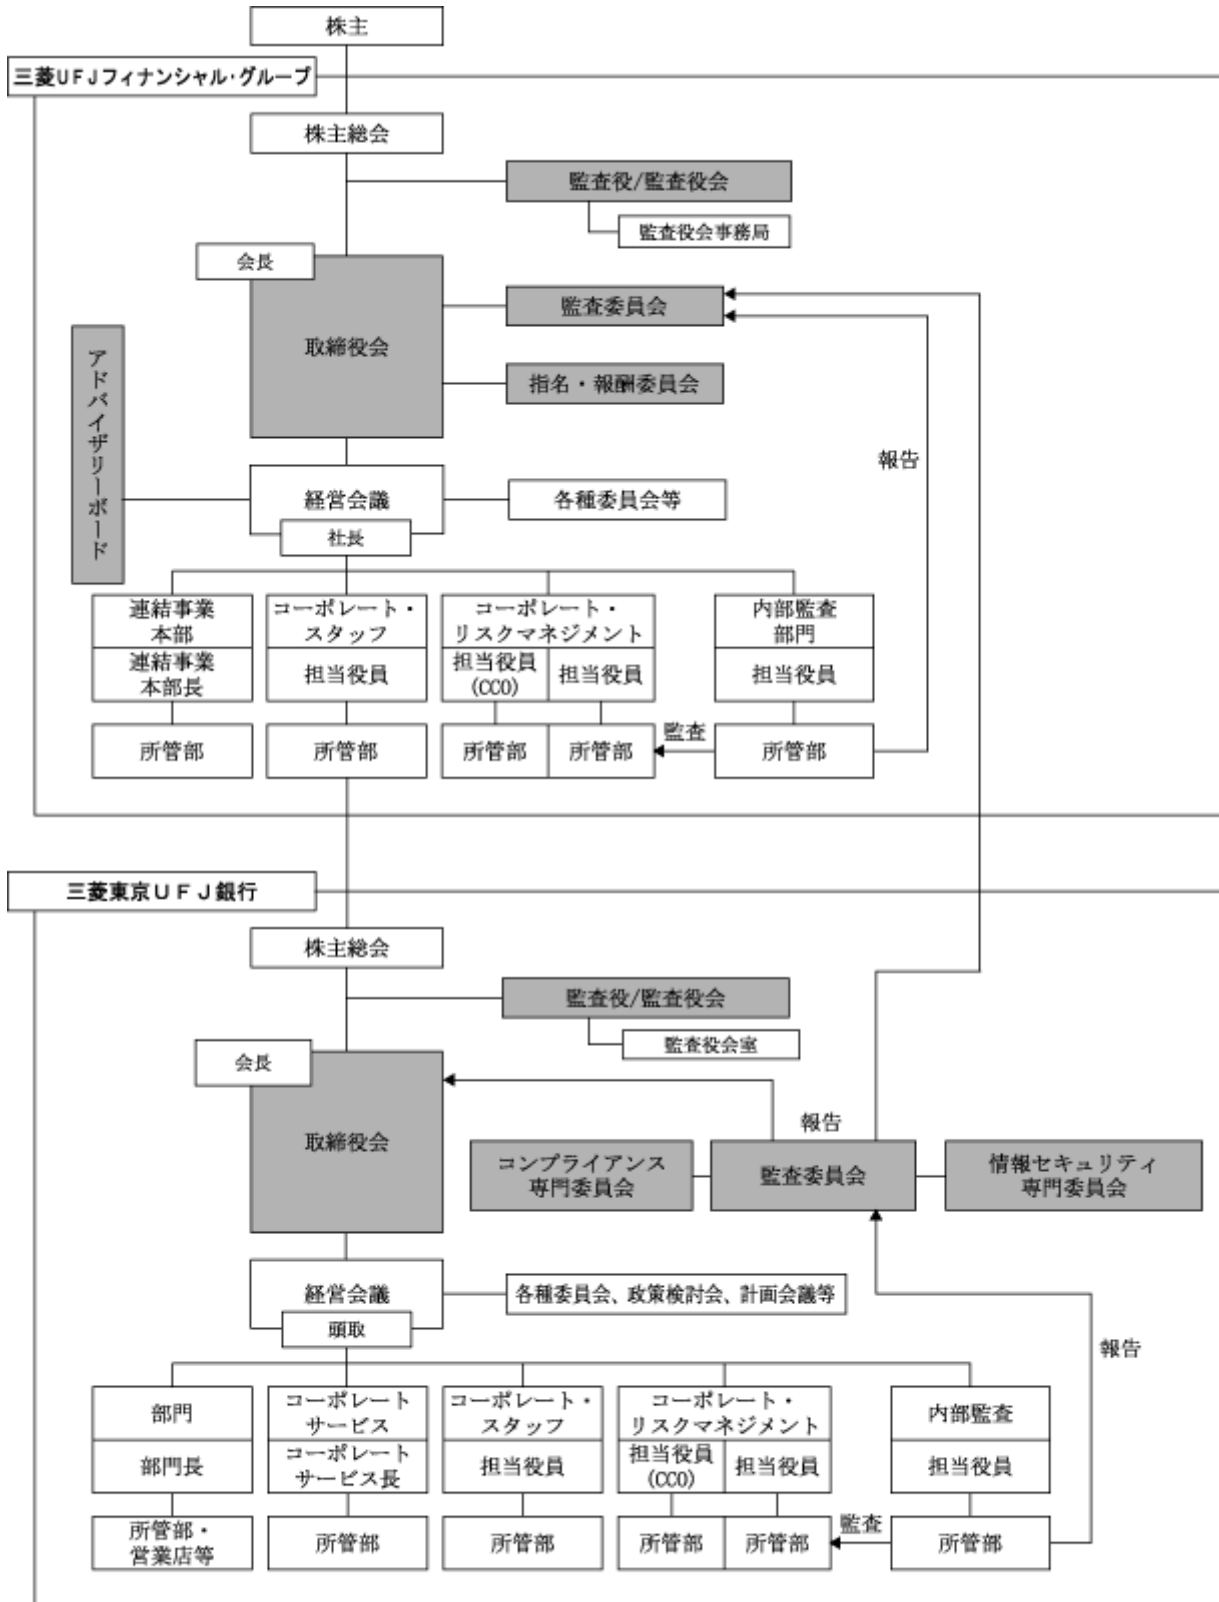 株主
三菱UFJフィナンシャル・グループ
株主総会
監査役/監査役会
監査役会事務局
会長
取締役会
監査委員会
指名・報酬委員会
アドバイザリーボード
報告
経営会議
各種委員会等
社長
連結事業
本部
コーポレート・
スタッフ
コーポレート・
リスクマネジメント
内部監査
部門
連結事業
本部長
担当役員
担当役員
(CCO)
担当役員
担当役員
所管部
所管部
所管部
所管部
監査
所管部
三菱東京UFJ銀行
株主総会
監査役/監査役会
監査役会室
会長
取締役会
報告
コンプライアンス
専門委員会
監査委員会
情報セキュリティ
専門委員会
経営会議
各種委員会、政策検討会、計画会議等
頭取
報告
部門
コーポレート
サービス
コーポレート・
スタッフ
コーポレート・
リスクマネジメント
内部監査
部門長
コーポレート
サービス長
担当役員
担当役員
(CCO)
担当役員
担当役員
所管部・
営業店等
所管部
所管部
所管部
所管部
監査
所管部